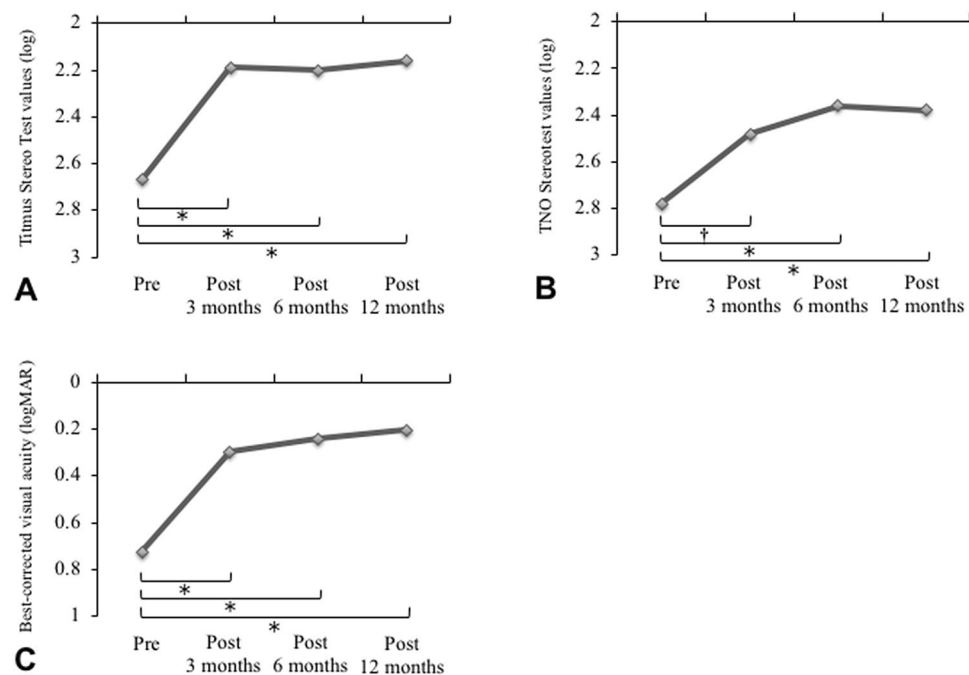 Titmus Stereo Test values (log)
2
2.2
2.4
2.6
2.8
3
*
*
*
Pre
Post
3 months
Post
6 months
Post
12 months
A
TNO Stereotest values (log)
2
2.2
2.4
2.6
2.8
3
†
*
*
Pre
Post
3 months
Post
6 months
Post
12 months
B
Best-corrected visual acuity (logMAR)
0
0.2
0.4
0.6
0.8
1
*
*
*
Pre
Post
3 months
Post
6 months
Post
12 months
C